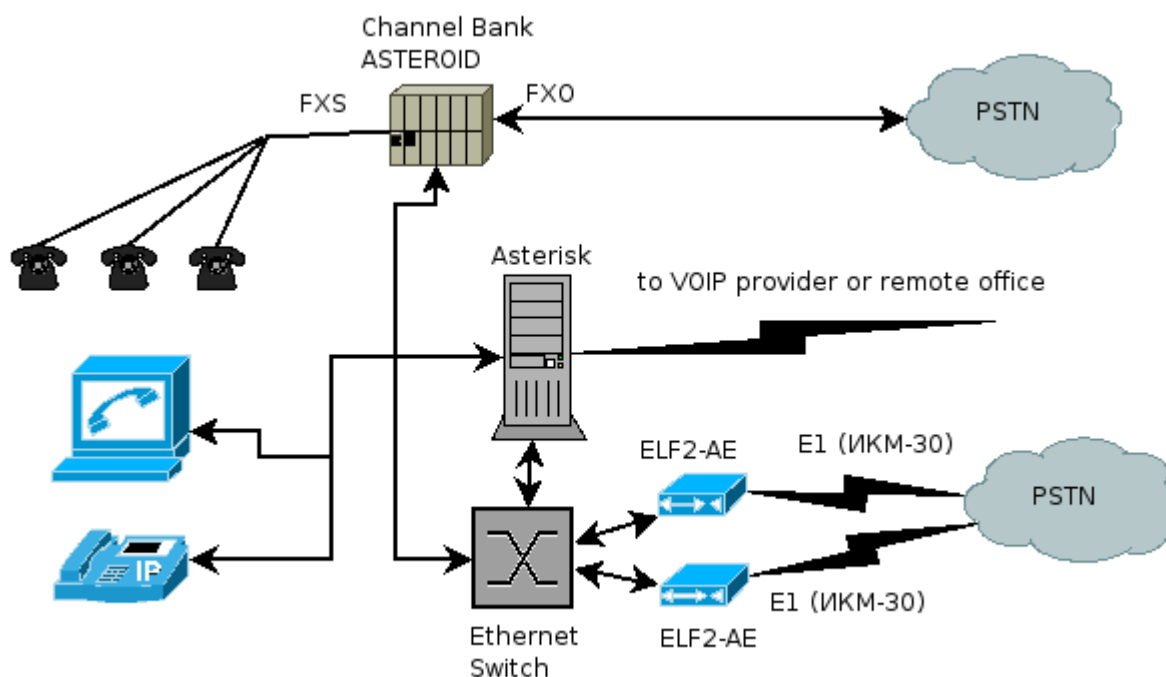 Channel Bank
ASTEROID
FXS
FXO
PSTN
Asterisk
to VOIP provider or remote office
ELF2-AE
E1 (ИКМ-30)
PSTN
IP
E1 (ИКМ-30)
ELF2-AE
Ethernet
Switch